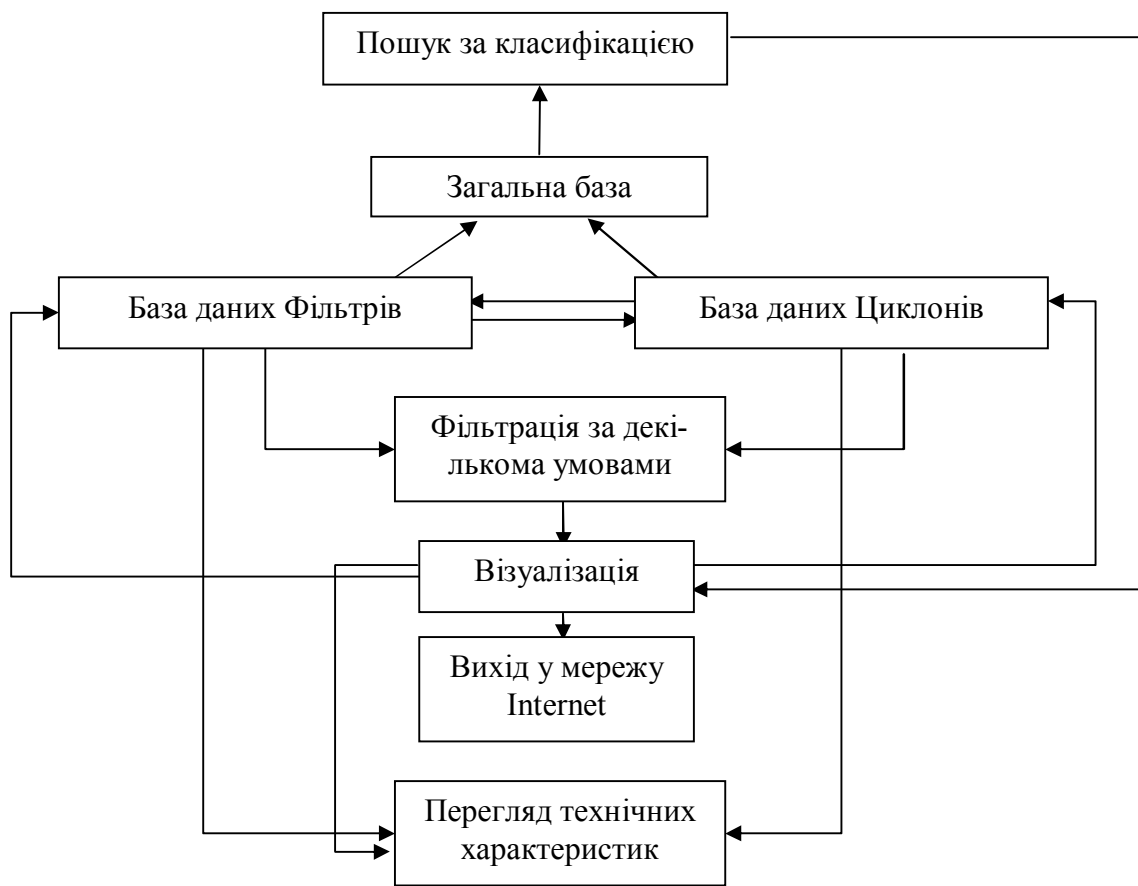 Пошук за класифікацією
Загальна база
База даних Фільтрів
База даних Циклонів
Фільтрація за декі-
лькома умовами
Візуалізація
Вихід у мережу
Internet
Перегляд технічних
характеристик